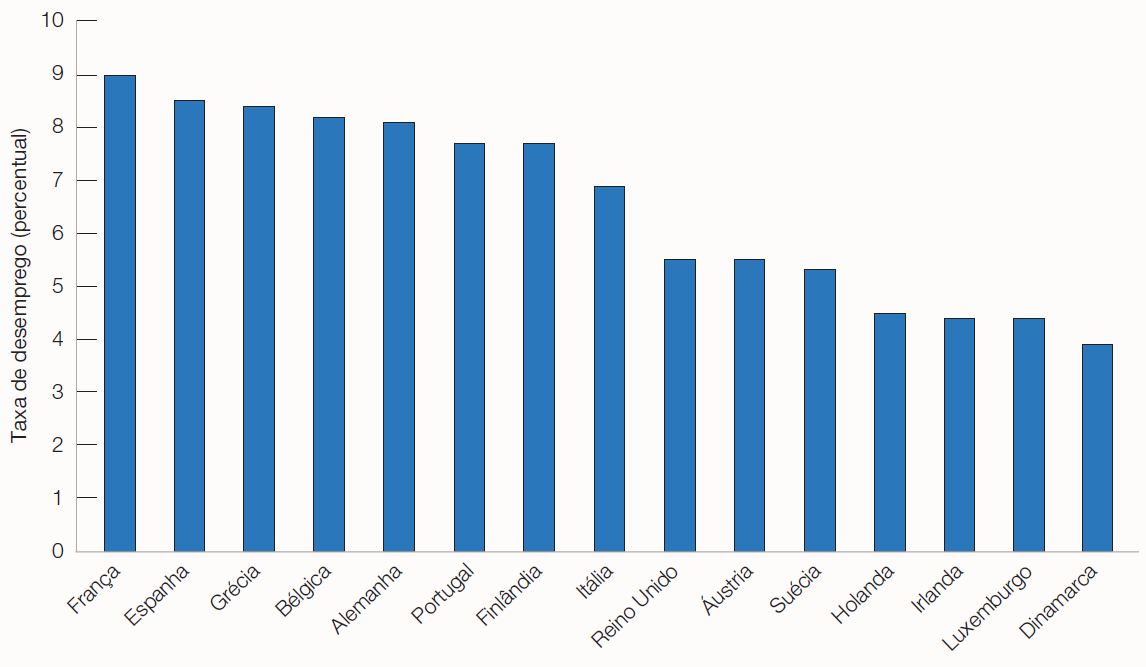 10
9
8
7
6
5
4
3
2
1
0
Taxa de desemprego (percentual)
França
Espanha
Grécia
Bélgica
Alemanha
Portugal
Finlândia
Itália
Reino Unido
Áustria
Suécia
Holanda
Irlanda
Luxemburgo
Dinamarca